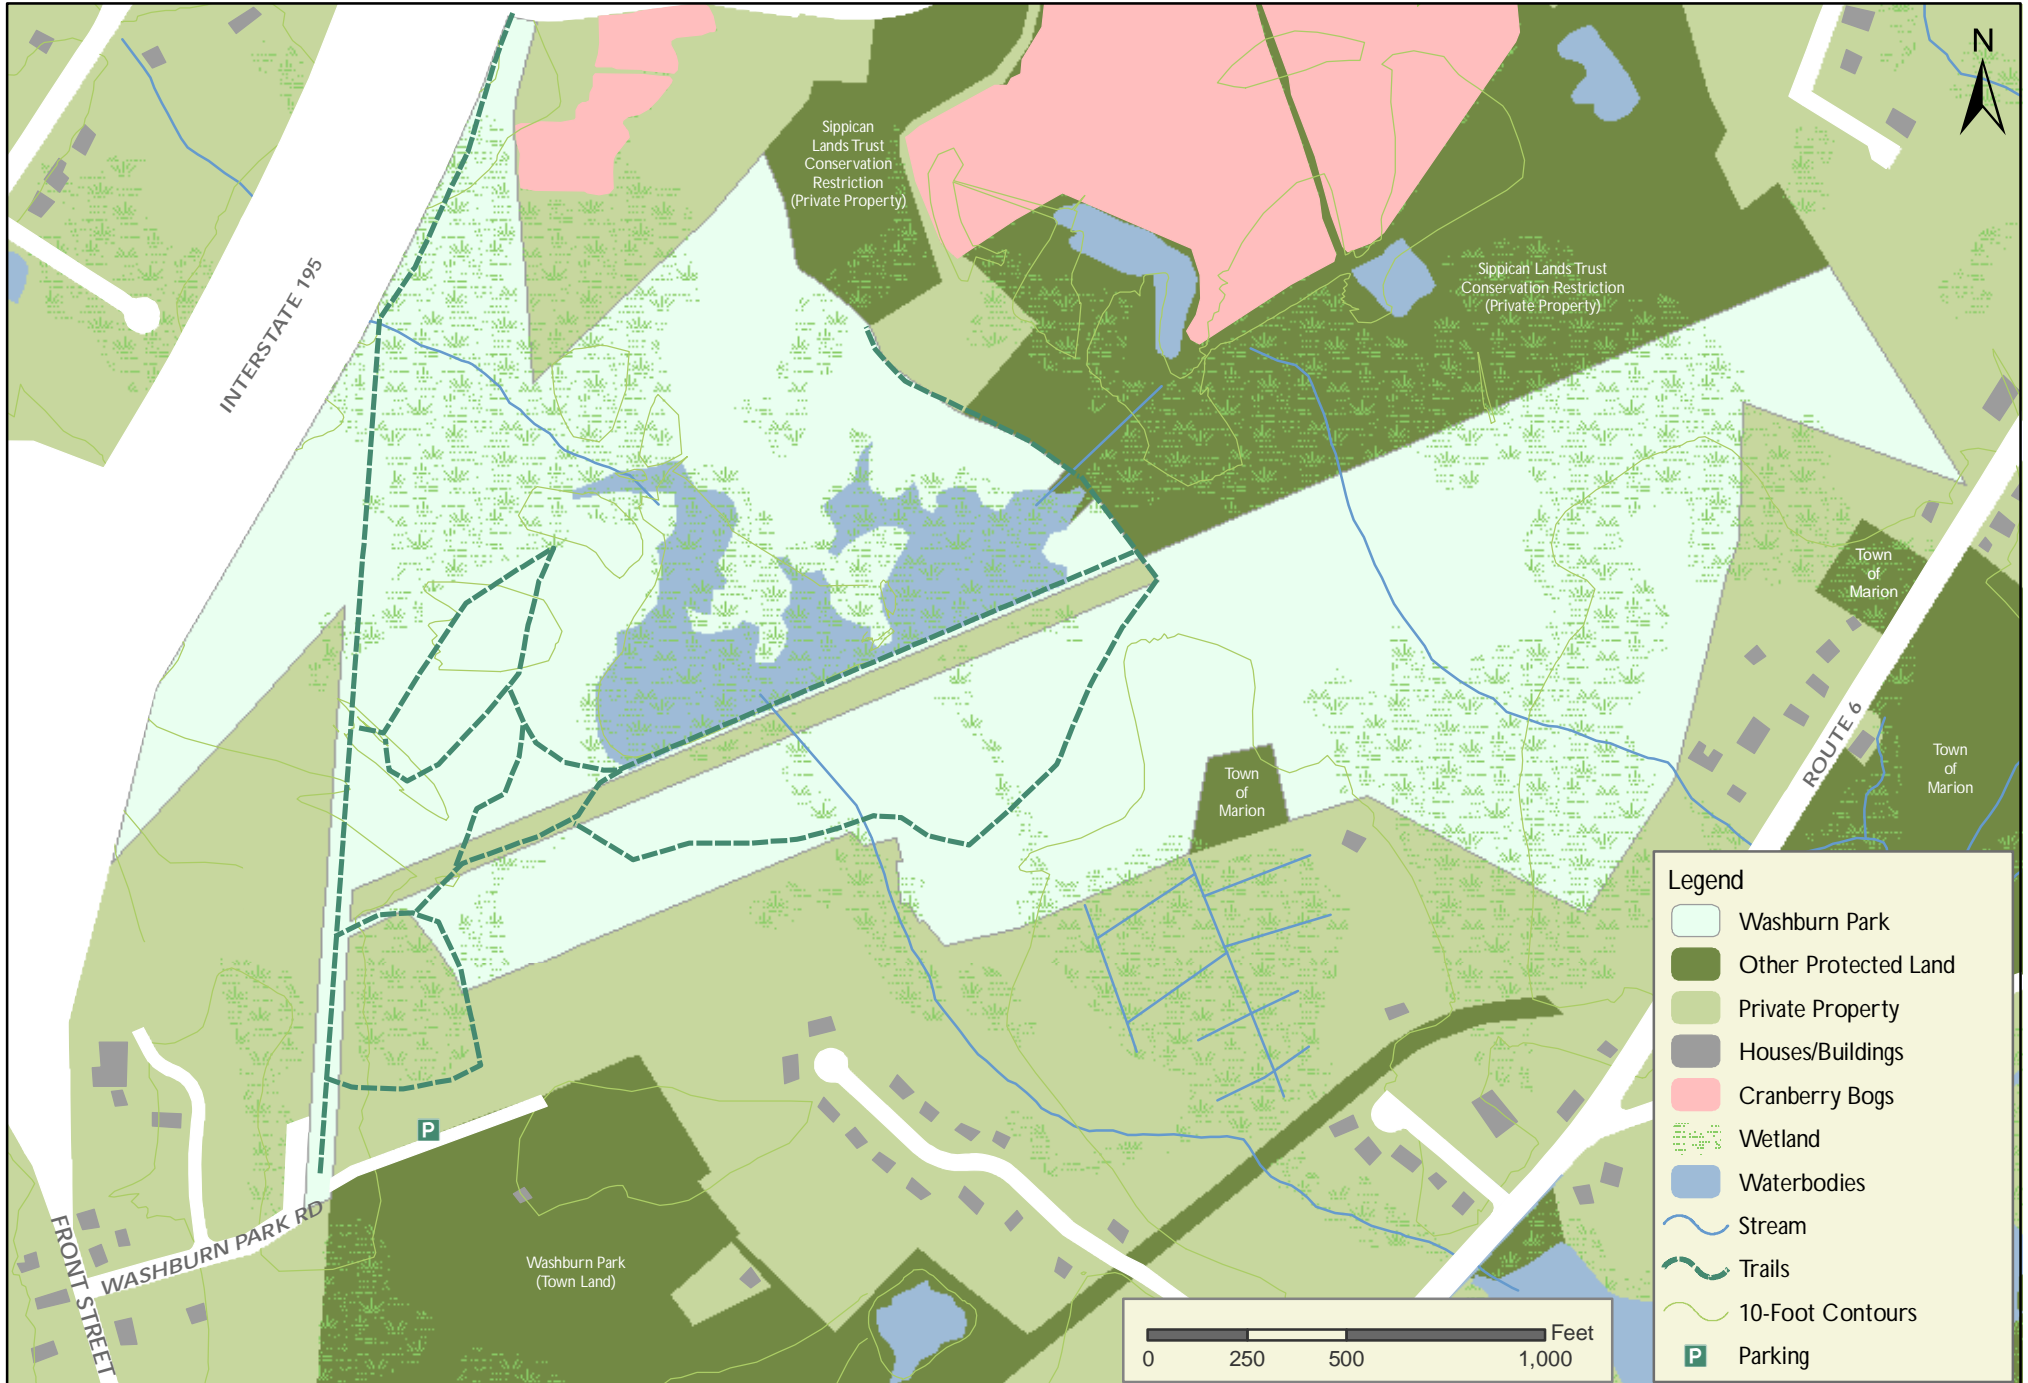 N
Sippican
Lands Trust
Conservation
Restriction
(Private Property)
INTERSTATE 195
Sippican Lands Trust
Conservation Restriction
(Private Property)
Town
of
Marion
Town
of
Marion
Town
of
Marion
ROUTE 6
P
WASHBURN PARK RD
FRONT STREET
Washburn Park
(Town Land)
Feet
0 250 500 1,000
Legend
Washburn Park
Other Protected Land
Private Property
Houses/Buildings
Cranberry Bogs
Wetland
Waterbodies
Stream
Trails
10-Foot Contours
P Parking